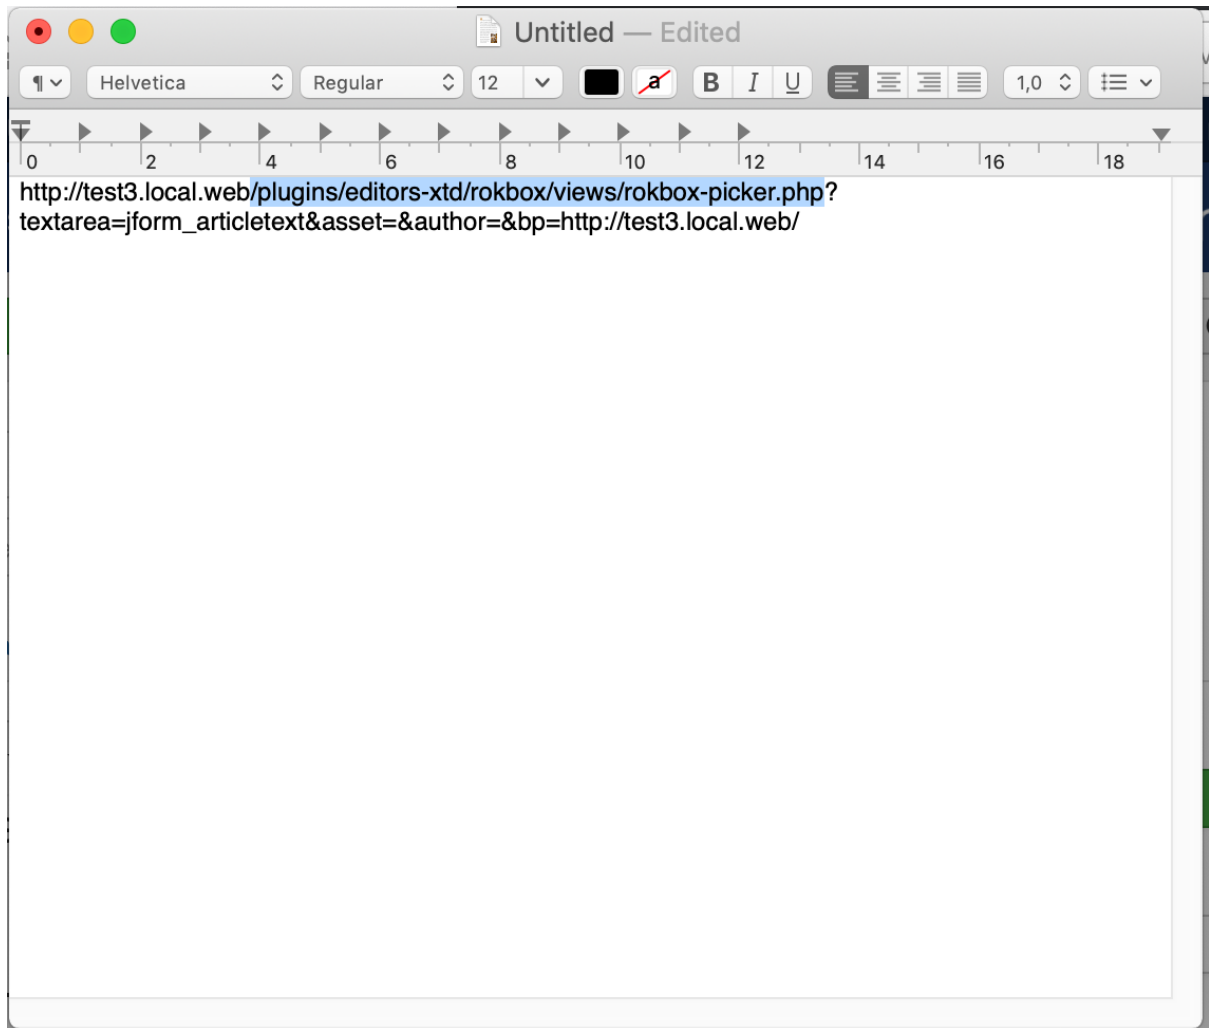 Untitled — Edited
¶ Helvetica Regular 12 a B I U 1,0
0 2 4 6 8 10 12 14 16 18
http://test3.local.web/plugins/editors-xtd/rokbox/views/rokbox-picker.php?
textarea=jform_articletext&asset=&author=&bp=http://test3.local.web/